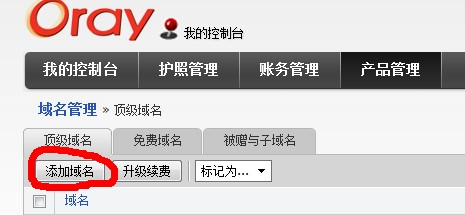 Oray 我的控制台
我的控制台 护照管理 账务管理 产品管理
域名管理 » 顶级域名
顶级域名 免费域名 被赠与子域名
添加域名 升级续费 标记为...
域名